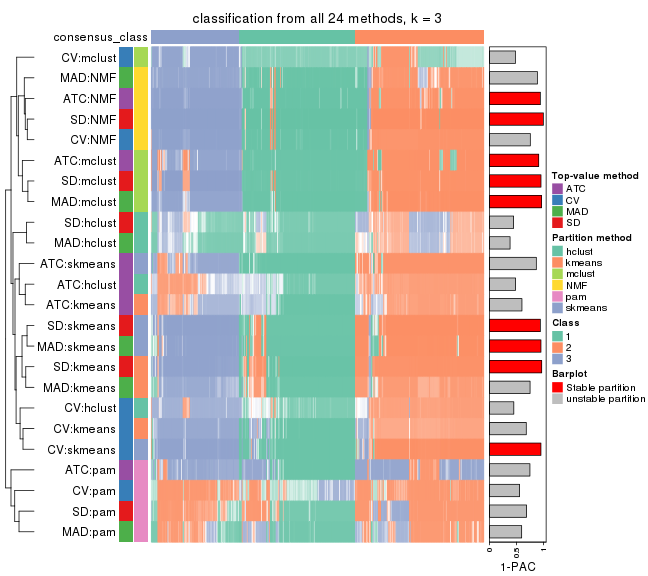 classification from all 24 methods, k = 3
consensus_class
CV:mclust
MAD:NMF
ATC:NMF
SD:NMF
CV:NMF
ATC:mclust
SD:mclust
MAD:mclust
SD:hclust
MAD:hclust
ATC:skmeans
ATC:hclust
ATC:kmeans
SD:skmeans
MAD:skmeans
SD:kmeans
MAD:kmeans
CV:hclust
CV:kmeans
CV:skmeans
ATC:pam
CV:pam
SD:pam
MAD:pam
0 0.5 1
1-PAC
Top-value method
ATC
CV
MAD
SD
Partition method
hclust
kmeans
mclust
NMF
pam
skmeans
Class
1
2
3
Barplot
Stable partition
unstable partition